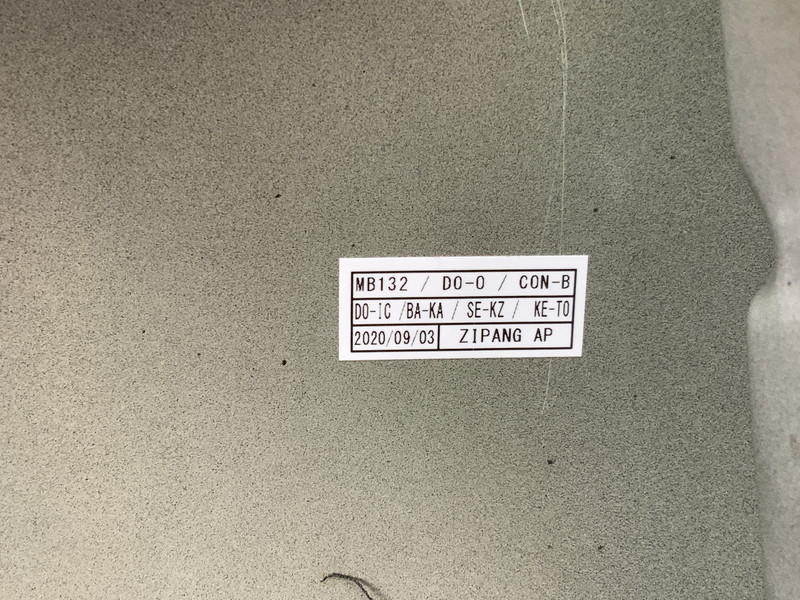 MB132 / DO-O / CON-B
DO-IC /BA-KA / SE-KZ / KE-TO
2020/09/03 ZIPANG AP